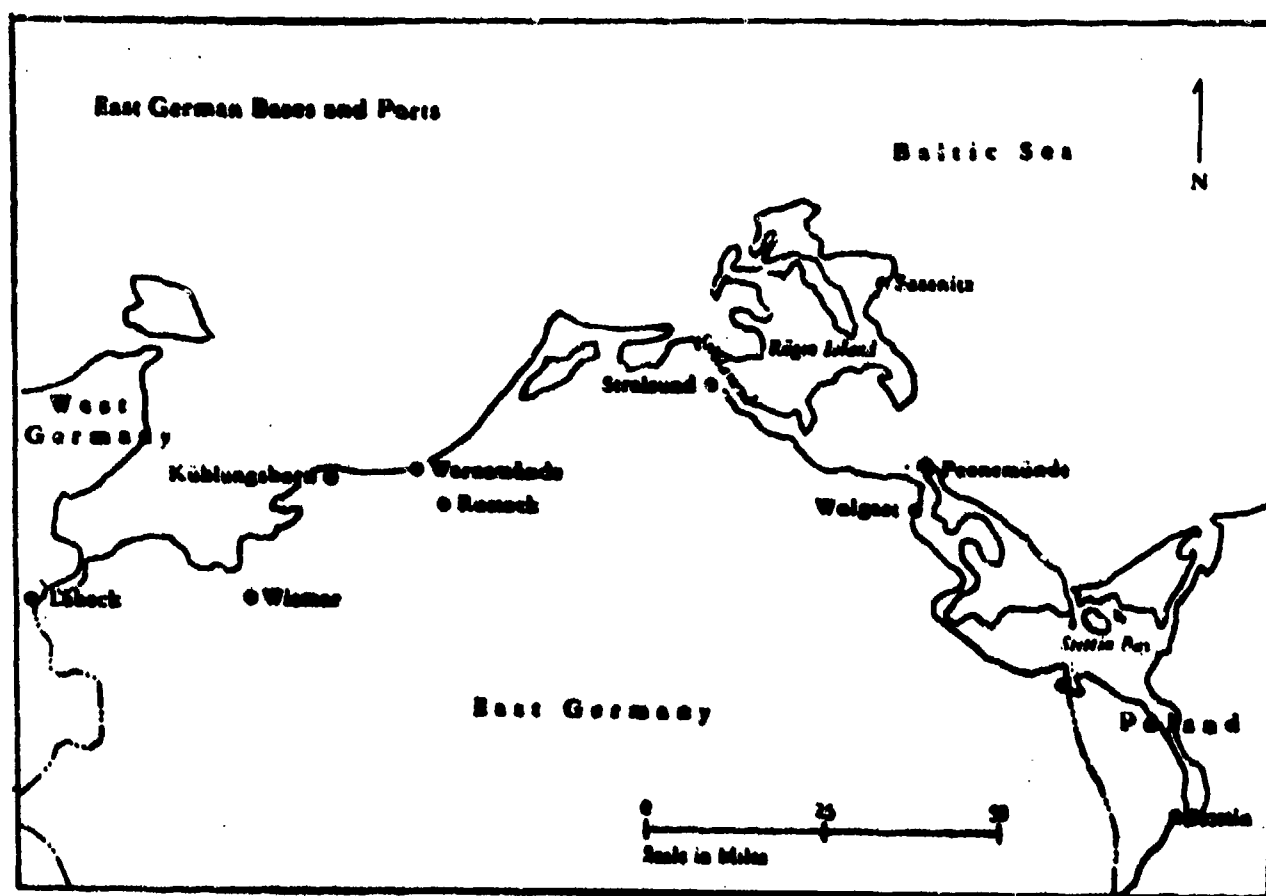 East German Bases and Ports
Baltic Sea
N
Sassnitz
Rügen Island
Stralsund
West
Germany
Kühlungsborn
Warnemünde
Rostock
Peenemünde
Wolgast
Lübeck
Wismar
Stettin Bay
East Germany
Poland
0 25 50
Scale in Miles
Stettin